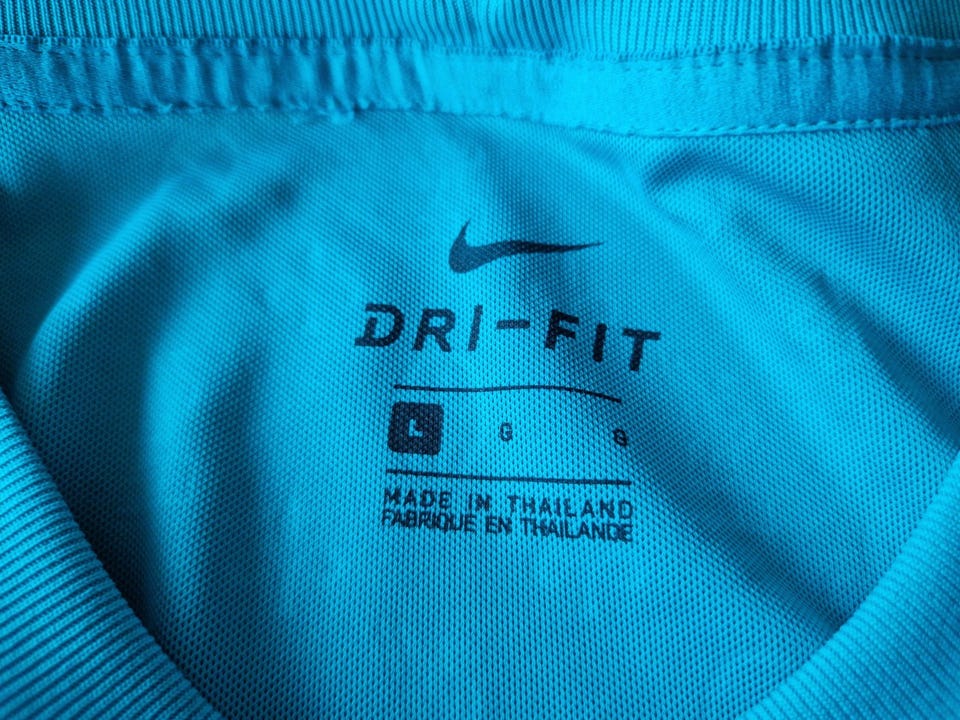 DRI-FIT
L G G
MADE IN THAILAND
FABRIQUE EN THAILANDE